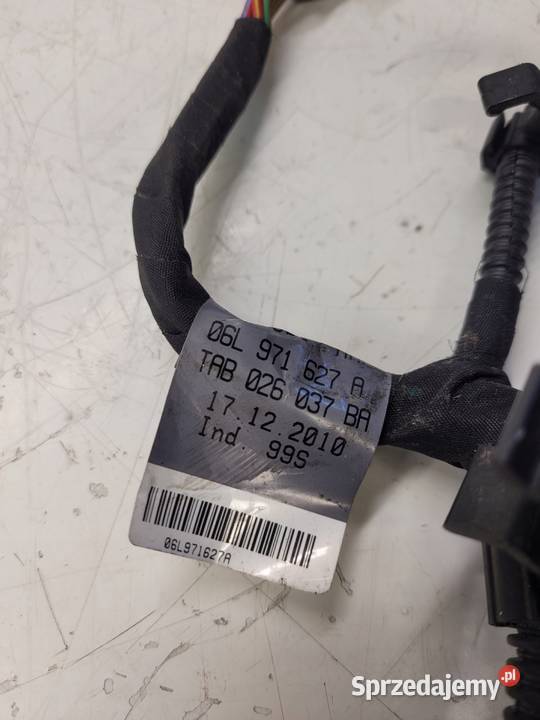 06L 971 627 A
TAB 026 037 BA
17.12.2010
Ind. 99S
06L971627A
Sprzedajemy.pl